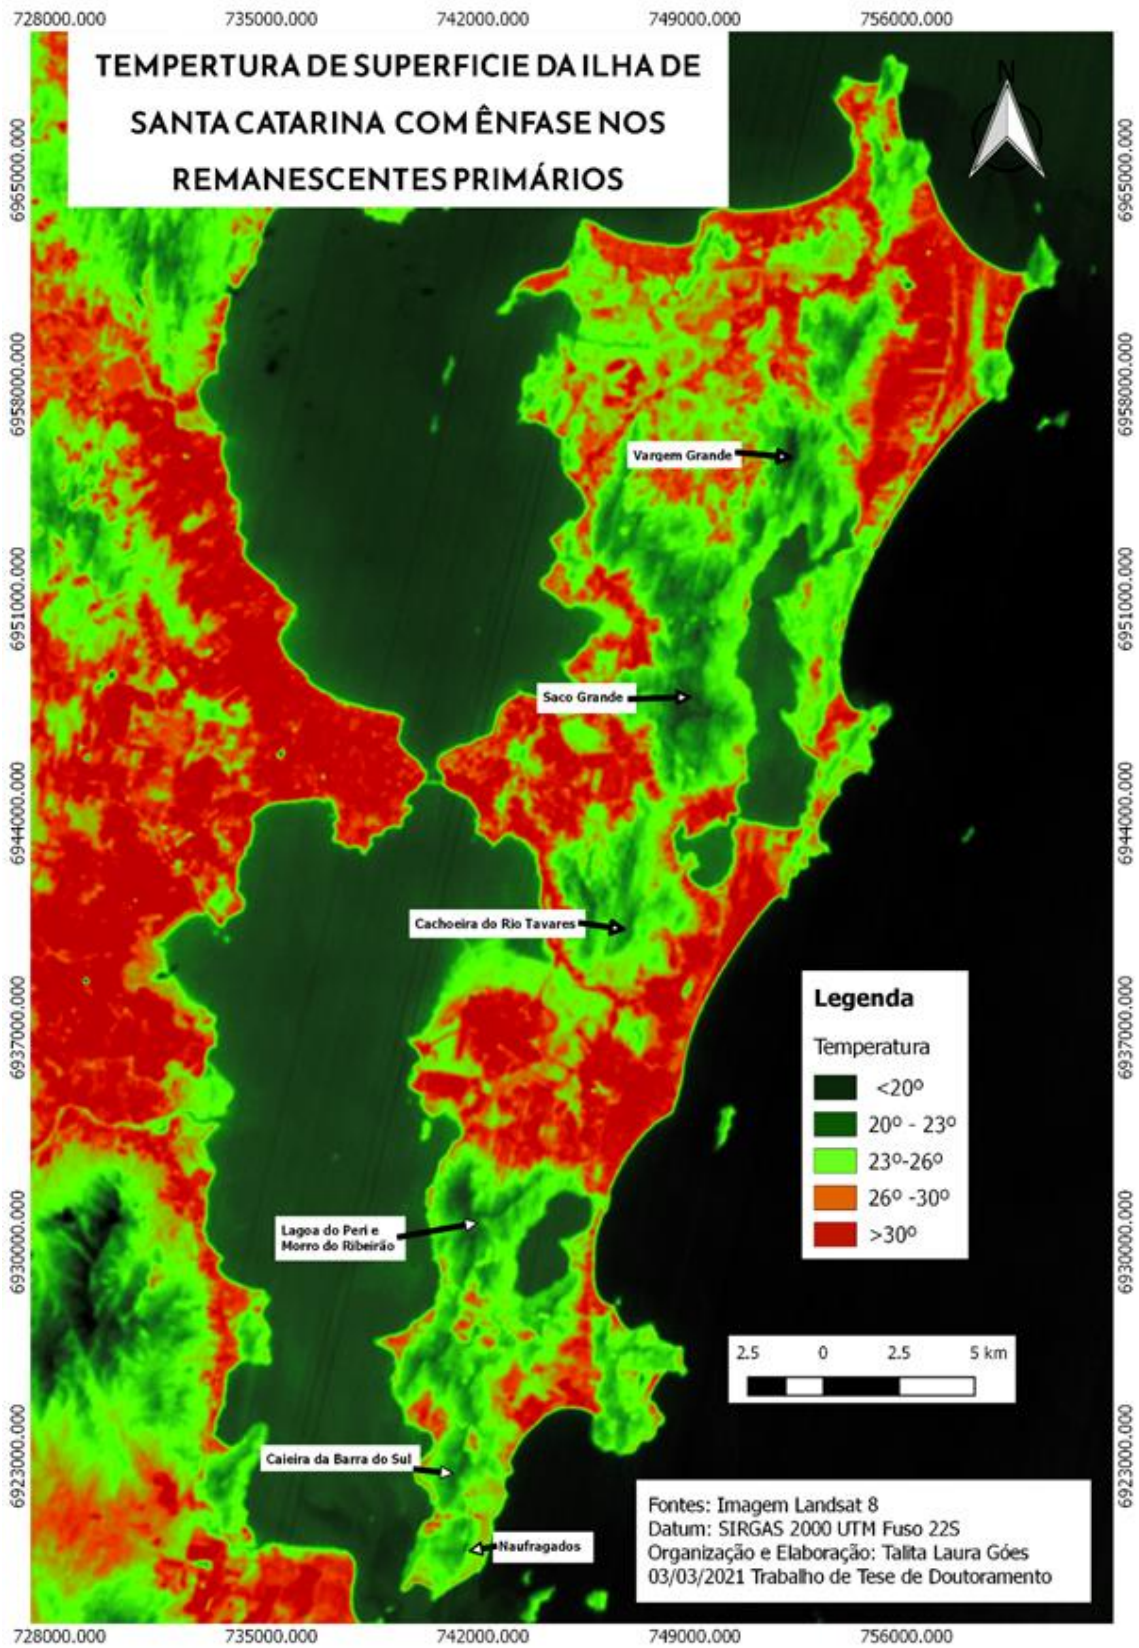 728000.000 735000.000 742000.000 749000.000 756000.000
TEMPERTURA DE SUPERFICIE DA ILHA DE
SANTA CATARINA COM ÊNFASE NOS
REMANESCENTES PRIMÁRIOS
N
6965000.000 6965000.000
6958000.000 6958000.000
Vargem Grande
6951000.000 6951000.000
Saco Grande
6944000.000 6944000.000
Cachoeira do Rio Tavares
6937000.000 6937000.000
Legenda
Temperatura
<20º
20º - 23º
23º-26º
26º -30º
>30º
Lagoa do Peri e
Morro do Ribeirão
6930000.000 6930000.000
2.5 0 2.5 5 km
Caieira da Barra do Sul
6923000.000 6923000.000
Naufragados
Fontes: Imagem Landsat 8
Datum: SIRGAS 2000 UTM Fuso 22S
Organização e Elaboração: Talita Laura Góes
03/03/2021 Trabalho de Tese de Doutoramento
728000.000 735000.000 742000.000 749000.000 756000.000